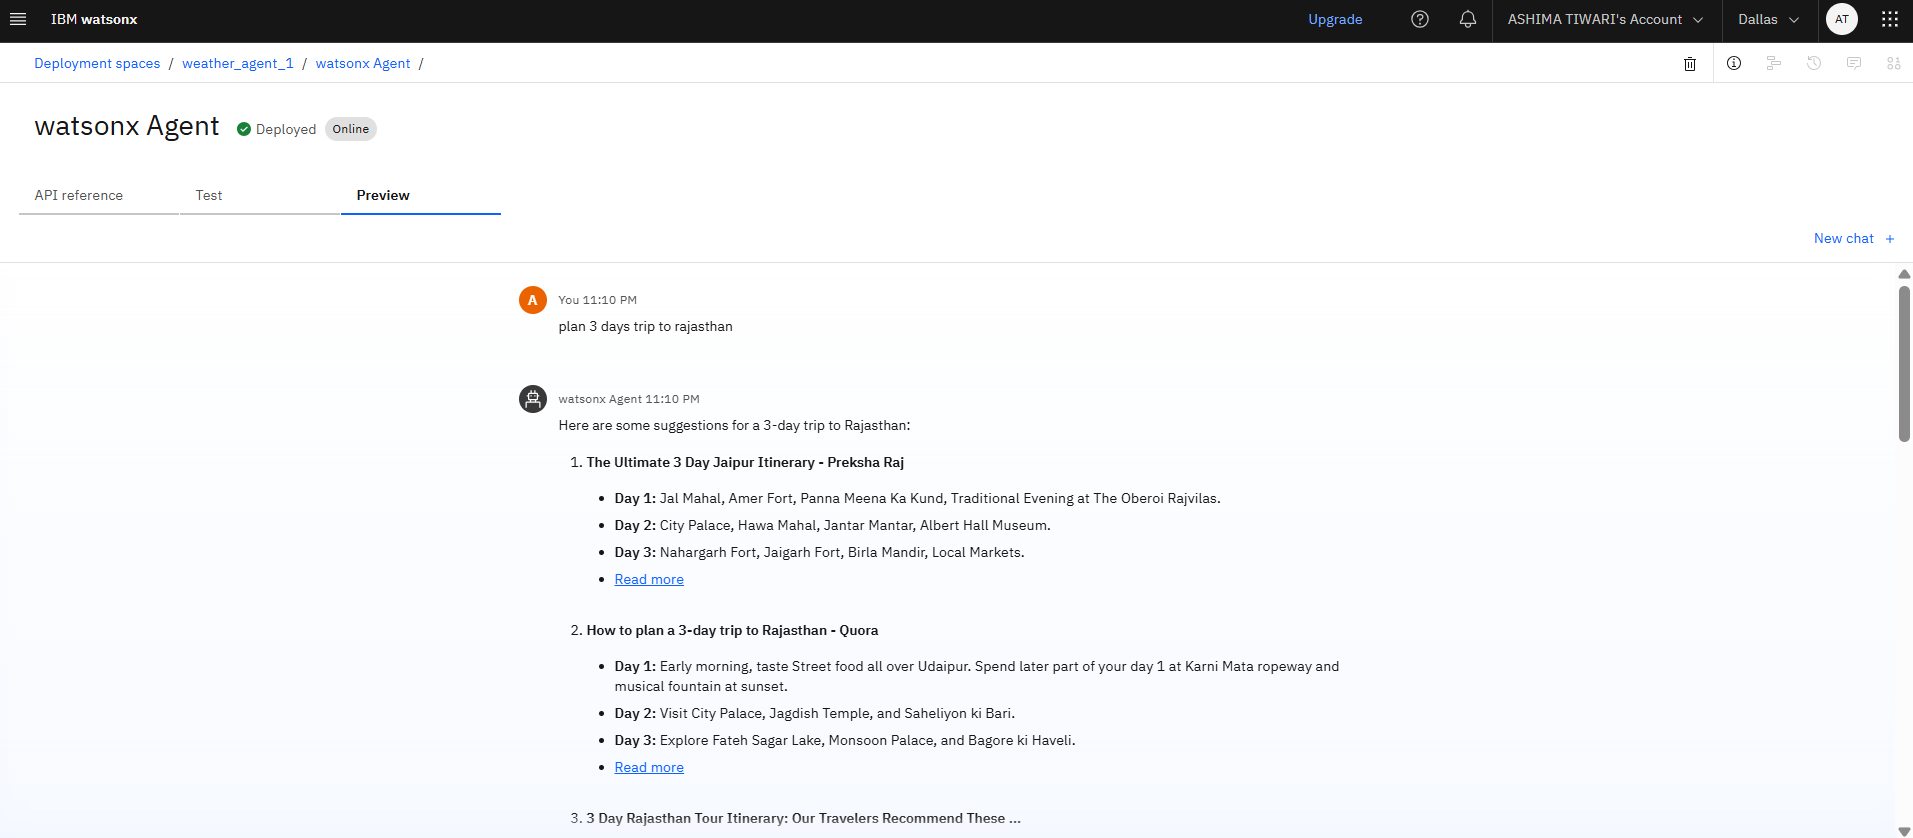 IBM watsonx
Upgrade
ASHIMA TIWARI's Account
Dallas
AT
Deployment spaces / weather_agent_1 / watsonx Agent /
watsonx Agent
Deployed
Online
API reference
Test
Preview
New chat +
A
You 11:10 PM
plan 3 days trip to rajasthan
watsonx Agent 11:10 PM
Here are some suggestions for a 3-day trip to Rajasthan:
1. The Ultimate 3 Day Jaipur Itinerary - Preksha Raj
• Day 1: Jal Mahal, Amer Fort, Panna Meena Ka Kund, Traditional Evening at The Oberoi Rajvilas.
• Day 2: City Palace, Hawa Mahal, Jantar Mantar, Albert Hall Museum.
• Day 3: Nahargarh Fort, Jaigarh Fort, Birla Mandir, Local Markets.
• Read more
2. How to plan a 3-day trip to Rajasthan - Quora
• Day 1: Early morning, taste Street food all over Udaipur. Spend later part of your day 1 at Karni Mata ropeway and
musical fountain at sunset.
• Day 2: Visit City Palace, Jagdish Temple, and Saheliyon ki Bari.
• Day 3: Explore Fateh Sagar Lake, Monsoon Palace, and Bagore ki Haveli.
• Read more
3. 3 Day Rajasthan Tour Itinerary: Our Travelers Recommend These ...